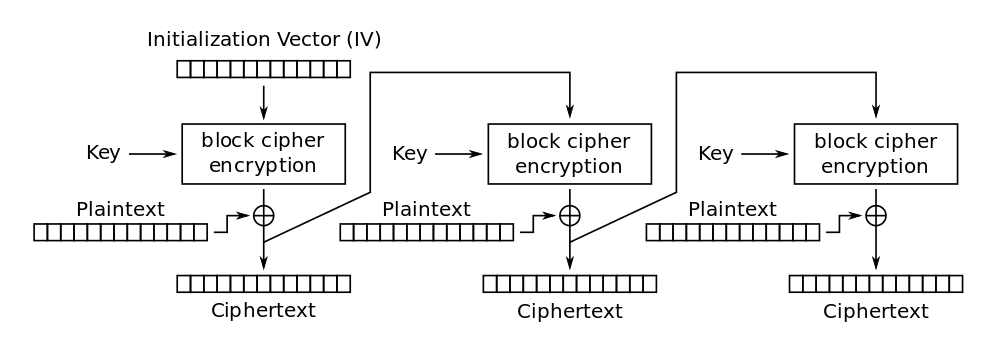 Initialization Vector (IV)
Key
block cipher
encryption
Key
block cipher
encryption
Key
block cipher
encryption
Plaintext
Plaintext
Plaintext
Ciphertext
Ciphertext
Ciphertext